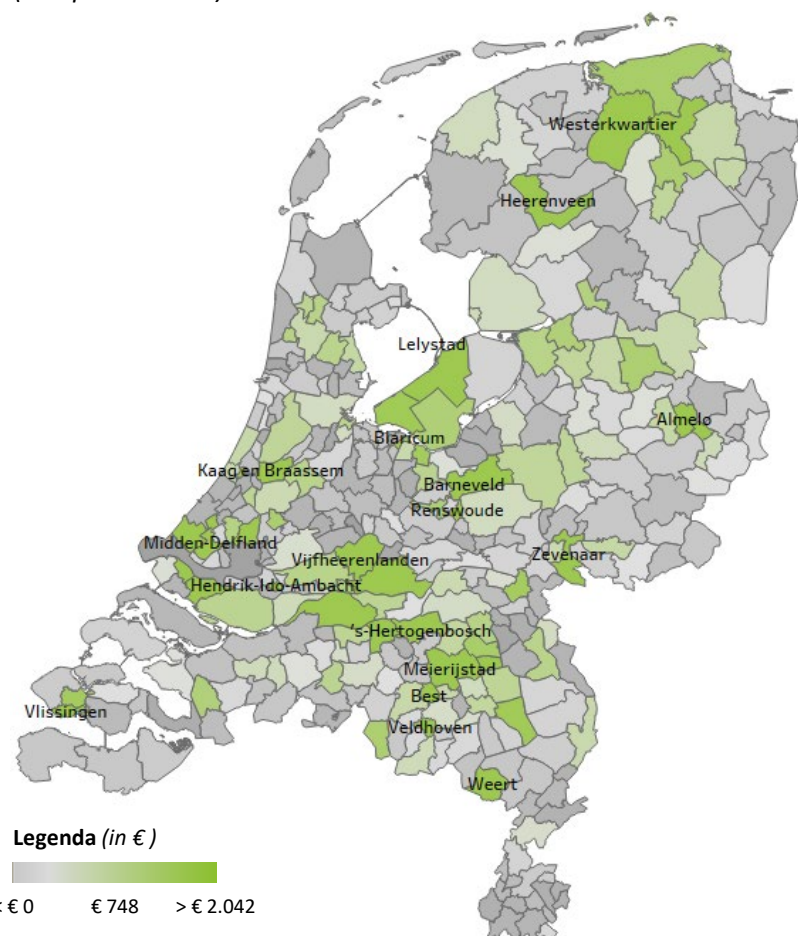 Westerkwartier
Heerenveen
Lelystad
Almelo
Blaricum
Kaag en Braassem
Barneveld
Renswoude
Midden-Delfland
Vijfheerenlanden
Zevenaar
Hendrik-Ido-Ambacht
's-Hertogenbosch
Meierijstad
Best
Vlissingen
Veldhoven
Weert
Legenda (in € )
< € 0 € 748 > € 2.042